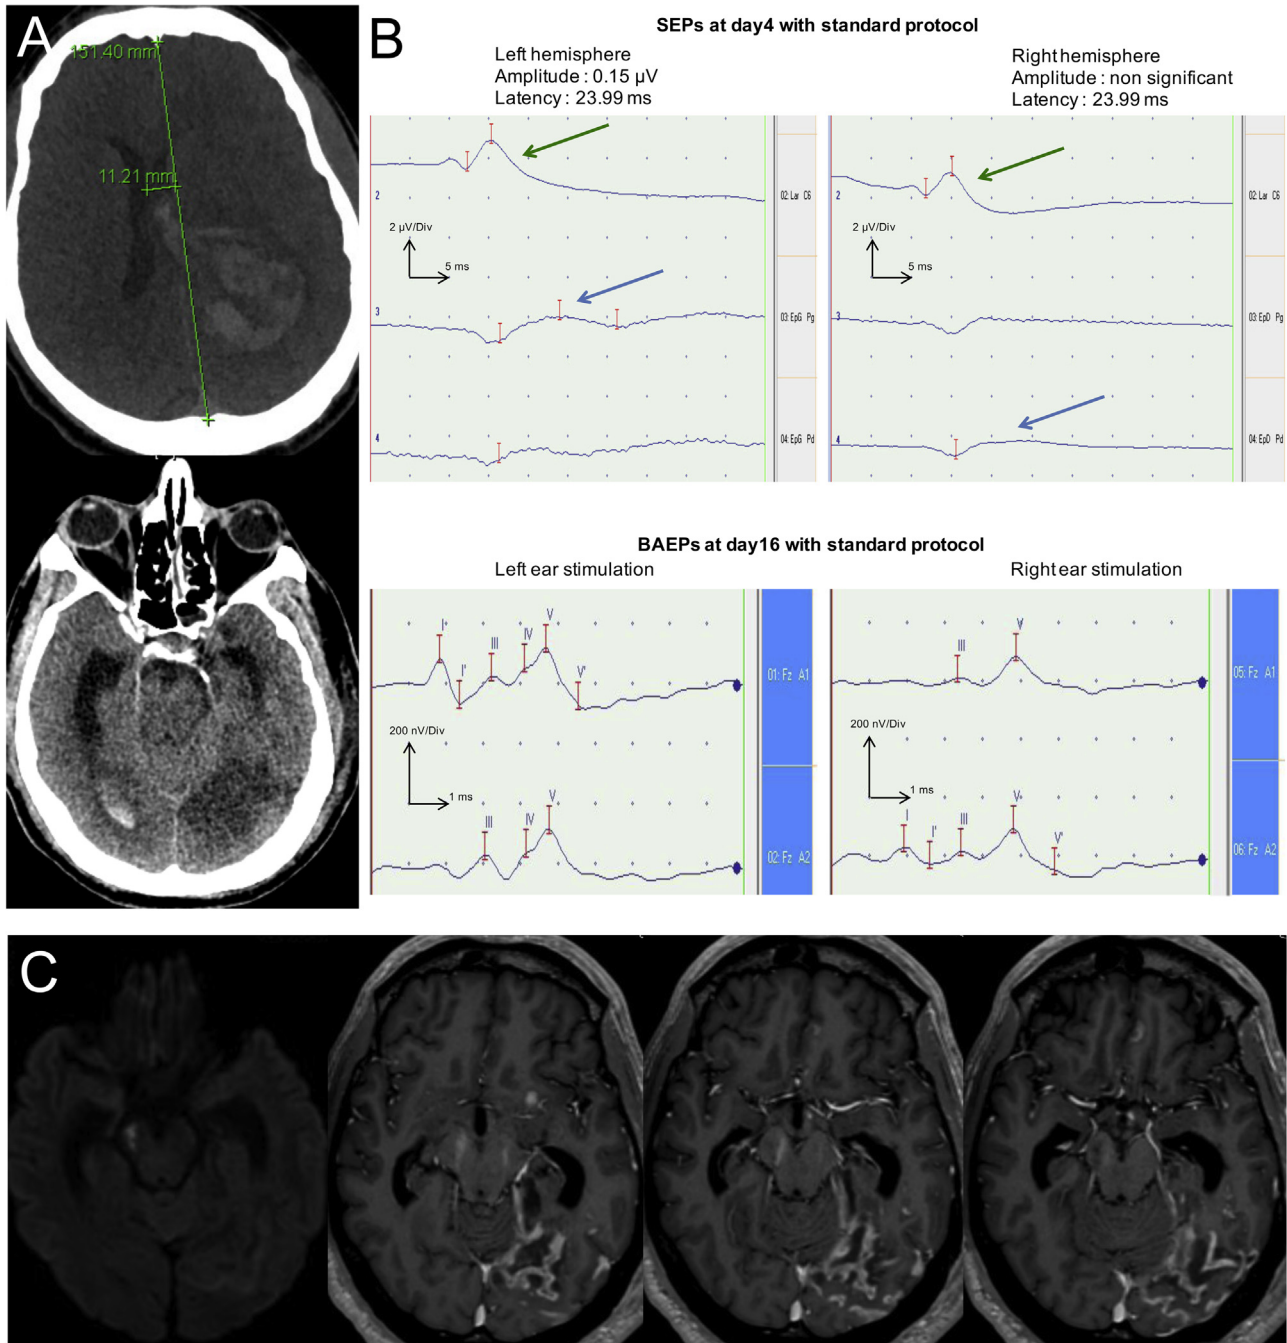 A
151.40 mm
11.21 mm
B
SEPs at day4 with standard protocol
Left hemisphere
Amplitude : 0.15 µV
Latency : 23.99 ms
Right hemisphere
Amplitude : non significant
Latency : 23.99 ms
2
2 µV/Div
5 ms
3
4
02: Lar C6
03: EpG Pg
04: EpG Pd
2
2 µV/Div
5 ms
3
4
02: Lar C6
03: EpD Pg
04: EpD Pd
BAEPs at day16 with standard protocol
Left ear stimulation
Right ear stimulation
I I' III IV V V'
200 nV/Div
1 ms
III IV V
01: Fz A1
02: Fz A2
III V
200 nV/Div
1 ms
I I' III V V'
05: Fz A1
06: Fz A2
C